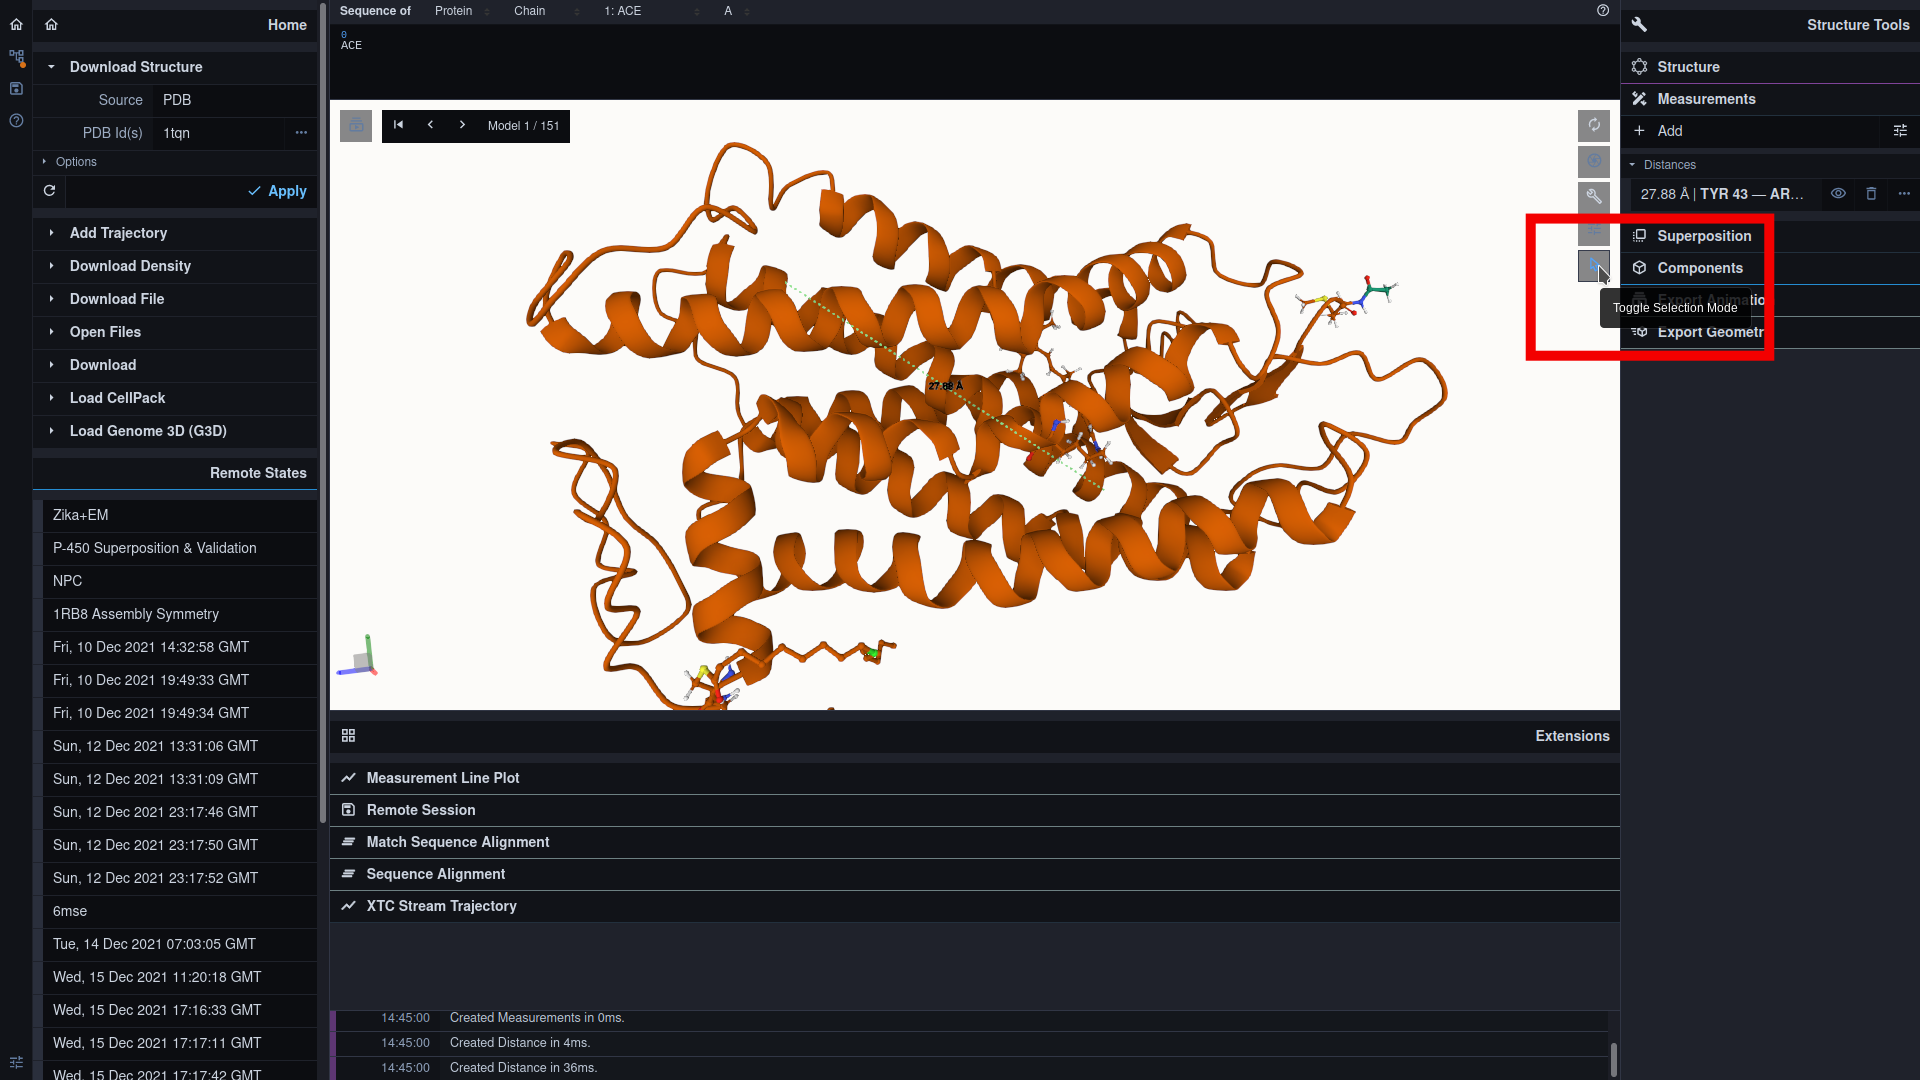 Sequence of Protein Chain 1: ACE A
0
ACE
Home
Download Structure
Source PDB
PDB Id(s) 1tqn
Options
Apply
Add Trajectory
Download Density
Download File
Open Files
Download
Load CellPack
Load Genome 3D (G3D)
Remote States
Zika+EM
P-450 Superposition & Validation
NPC
1RB8 Assembly Symmetry
Fri, 10 Dec 2021 14:32:58 GMT
Fri, 10 Dec 2021 19:49:33 GMT
Fri, 10 Dec 2021 19:49:34 GMT
Sun, 12 Dec 2021 13:31:06 GMT
Sun, 12 Dec 2021 13:31:09 GMT
Sun, 12 Dec 2021 23:17:46 GMT
Sun, 12 Dec 2021 23:17:50 GMT
Sun, 12 Dec 2021 23:17:52 GMT
6mse
Tue, 14 Dec 2021 07:03:05 GMT
Wed, 15 Dec 2021 11:20:18 GMT
Wed, 15 Dec 2021 17:16:33 GMT
Wed, 15 Dec 2021 17:17:11 GMT
Wed, 15 Dec 2021 17:17:42 GMT
Model 1 / 151
27.88 Å
Extensions
Measurement Line Plot
Remote Session
Match Sequence Alignment
Sequence Alignment
XTC Stream Trajectory
14:45:00 Created Measurements in 0ms.
14:45:00 Created Distance in 4ms.
14:45:00 Created Distance in 36ms.
Structure Tools
Structure
Measurements
Add
Distances
27.88 Å | TYR 43 — AR...
Superposition
Components
Export Animatio
Toggle Selection Mode
Export Geometr